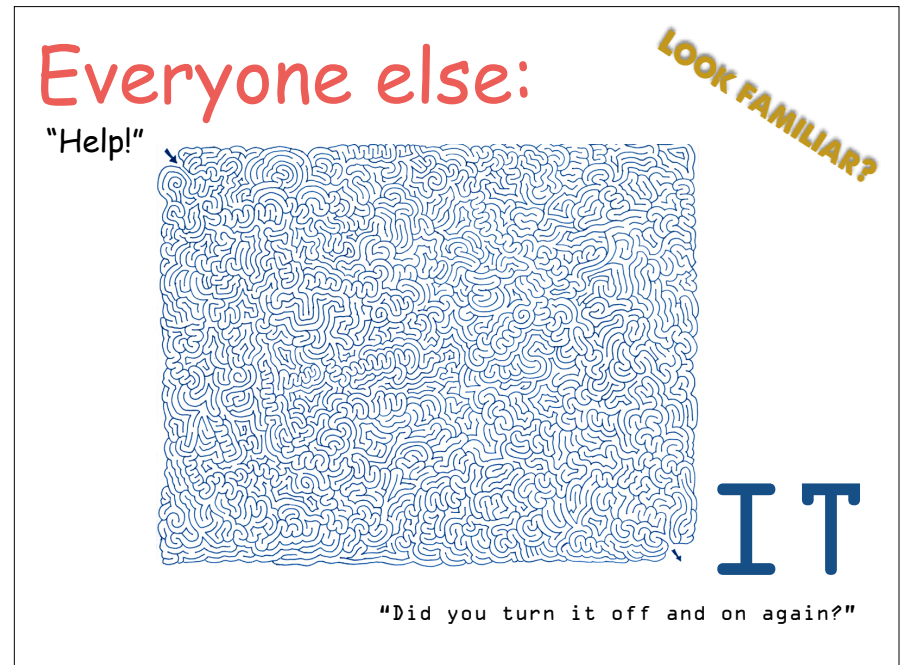 Everyone else:
LOOK FAMILIAR?
“Help!”
IT
“Did you turn it off and on again?”